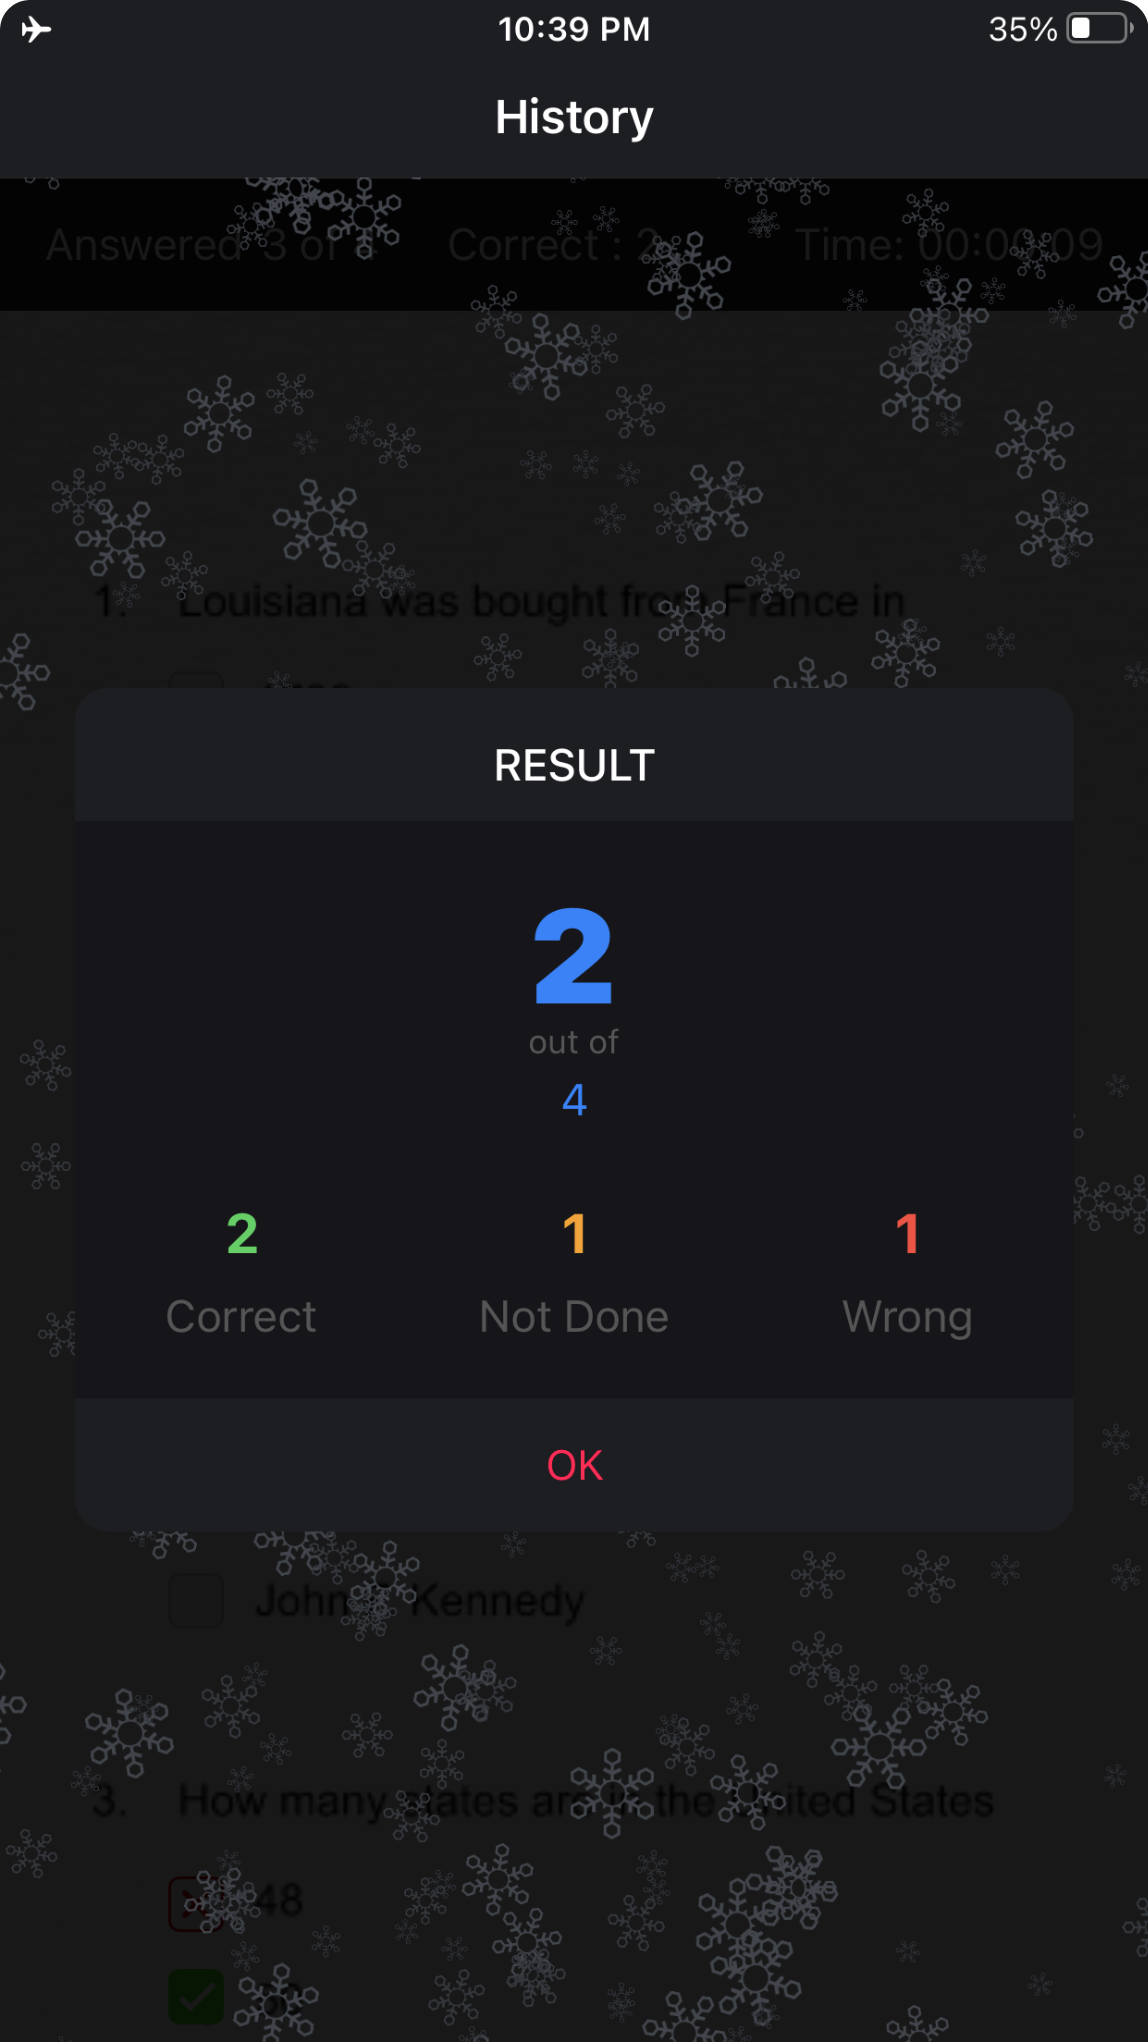 10:39 PM
35%
History
Answered 3 of 4
Correct : 2
Time: 00:00:09
1. Louisiana was bought from France in
RESULT
2
out of
4
2 1 1
Correct Not Done Wrong
OK
Kennedy
3. How many states are in the United States
48